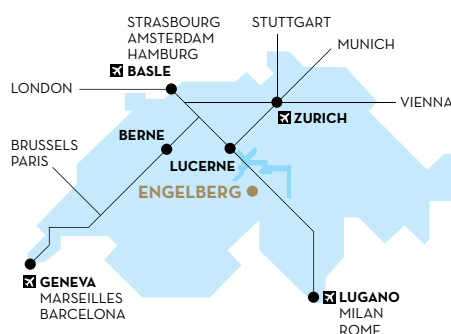 STRASBOURG
AMSTERDAM
HAMBURG
BASLE
STUTTGART
MUNICH
LONDON
VIENNA
ZURICH
BRUSSELS
PARIS
BERNE
LUCERNE
ENGELBERG
GENEVA
MARSEILLES
BARCELONA
LUGANO
MILAN
ROME